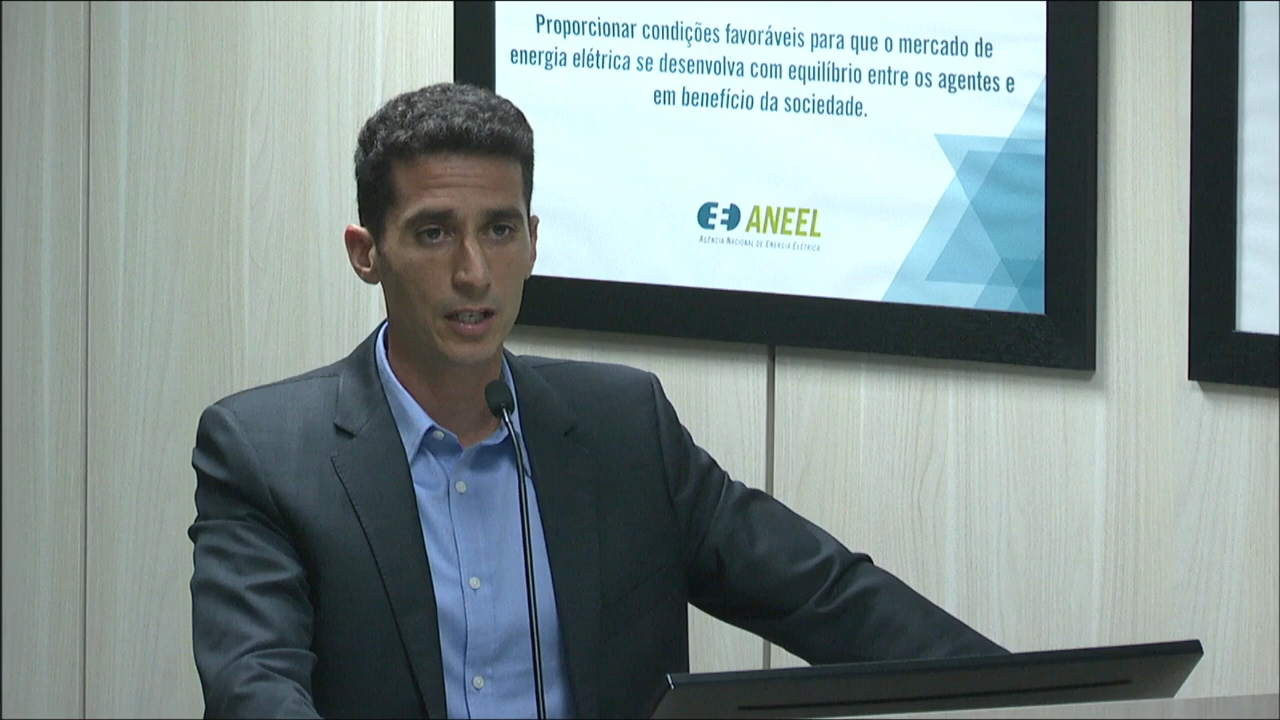 Proporcionar condições favoráveis para que o mercado de
energia elétrica se desenvolva com equilíbrio entre os agentes e
em benefício da sociedade.
ANEEL
AGÊNCIA NACIONAL DE ENERGIA ELÉTRICA